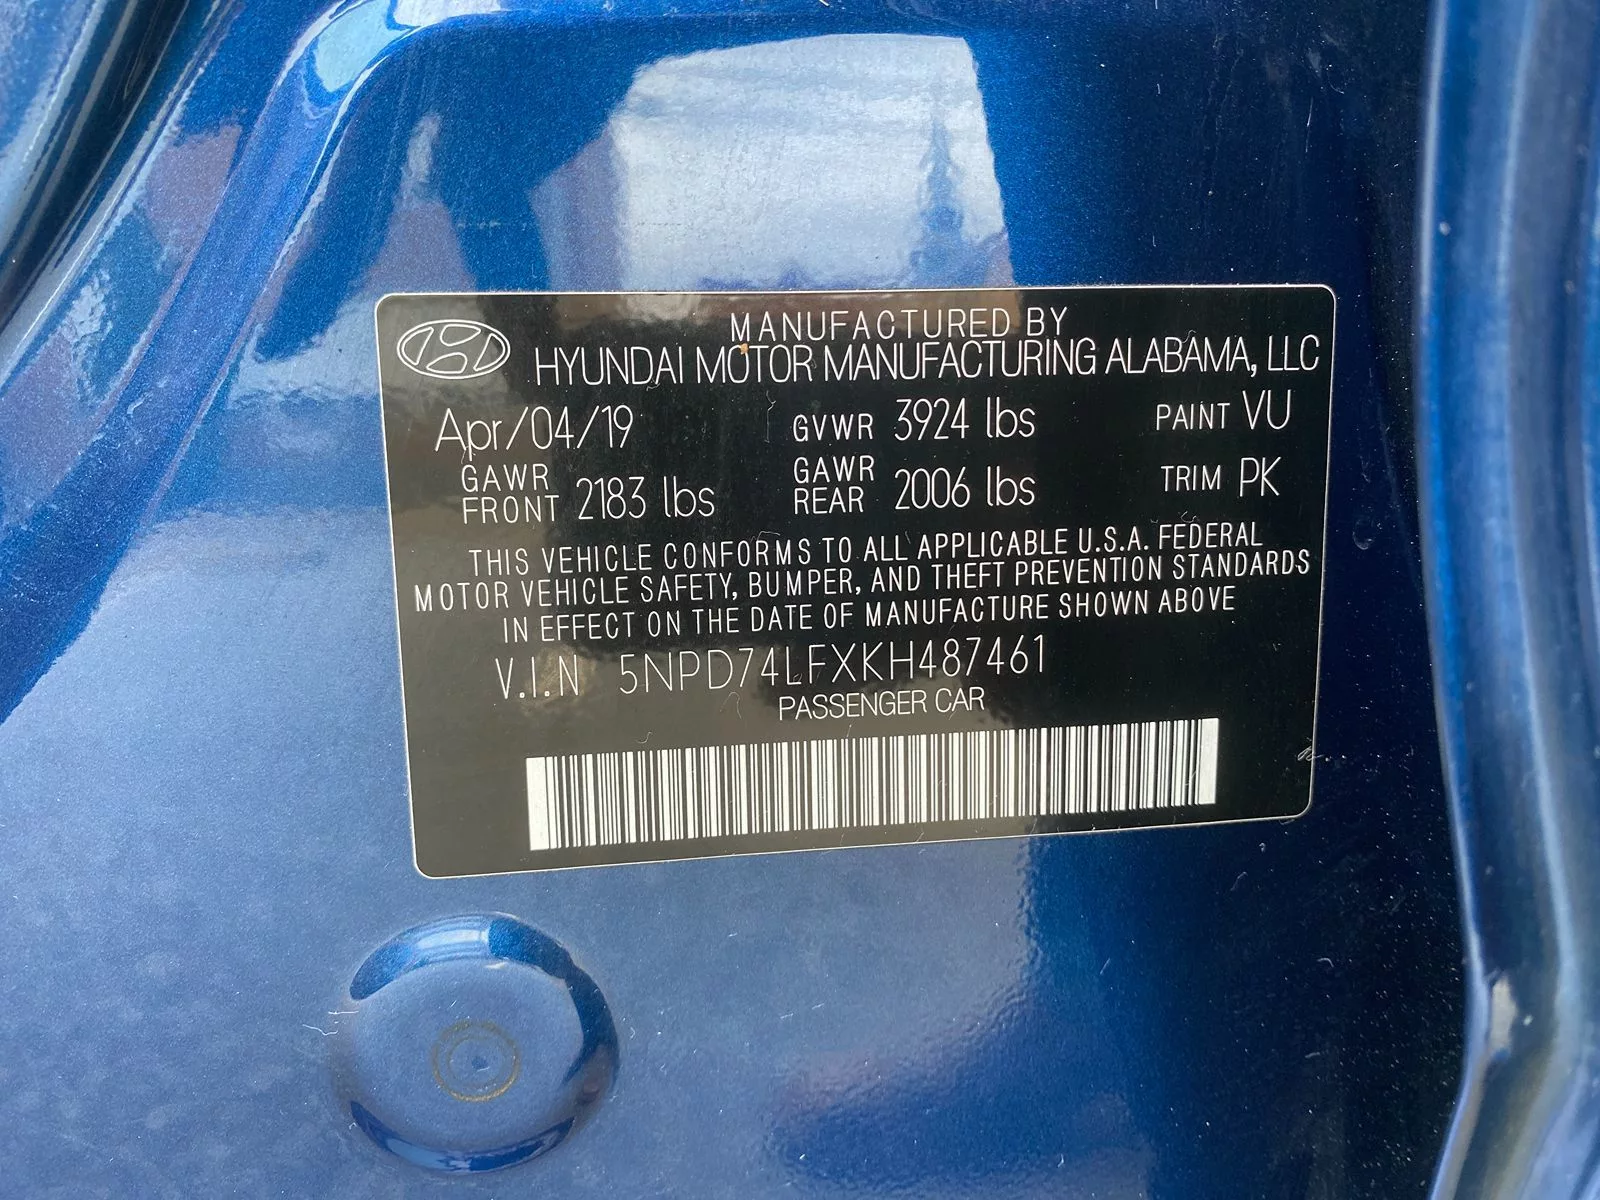 MANUFACTURED BY
HYUNDAI MOTOR MANUFACTURING ALABAMA, LLC
Apr/04/19 GVWR 3924 lbs PAINT VU
GAWR FRONT 2183 lbs GAWR REAR 2006 lbs TRIM PK
THIS VEHICLE CONFORMS TO ALL APPLICABLE U.S.A. FEDERAL
MOTOR VEHICLE SAFETY, BUMPER, AND THEFT PREVENTION STANDARDS
IN EFFECT ON THE DATE OF MANUFACTURE SHOWN ABOVE
V.I.N 5NPD74LFXKH487461
PASSENGER CAR